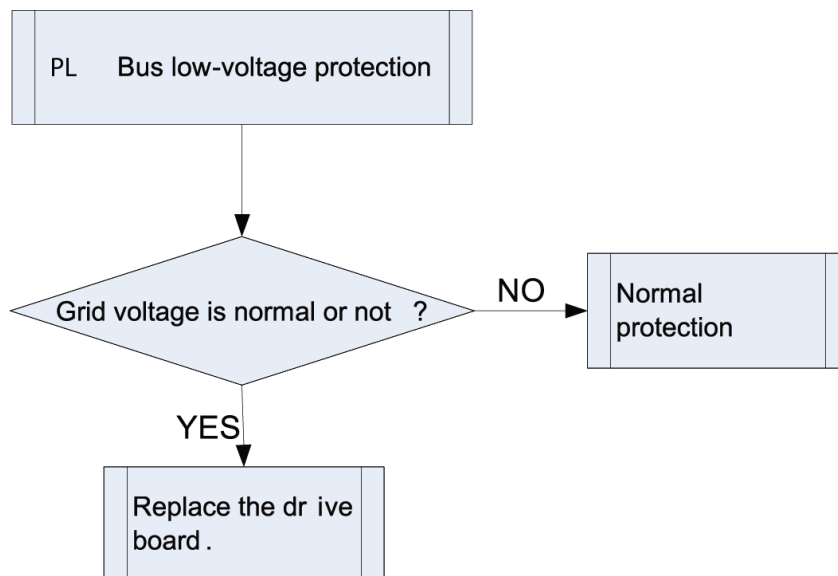 PL Bus low-voltage protection
Grid voltage is normal or not ?
NO
Normal
protection
YES
Replace the dr ive
board .